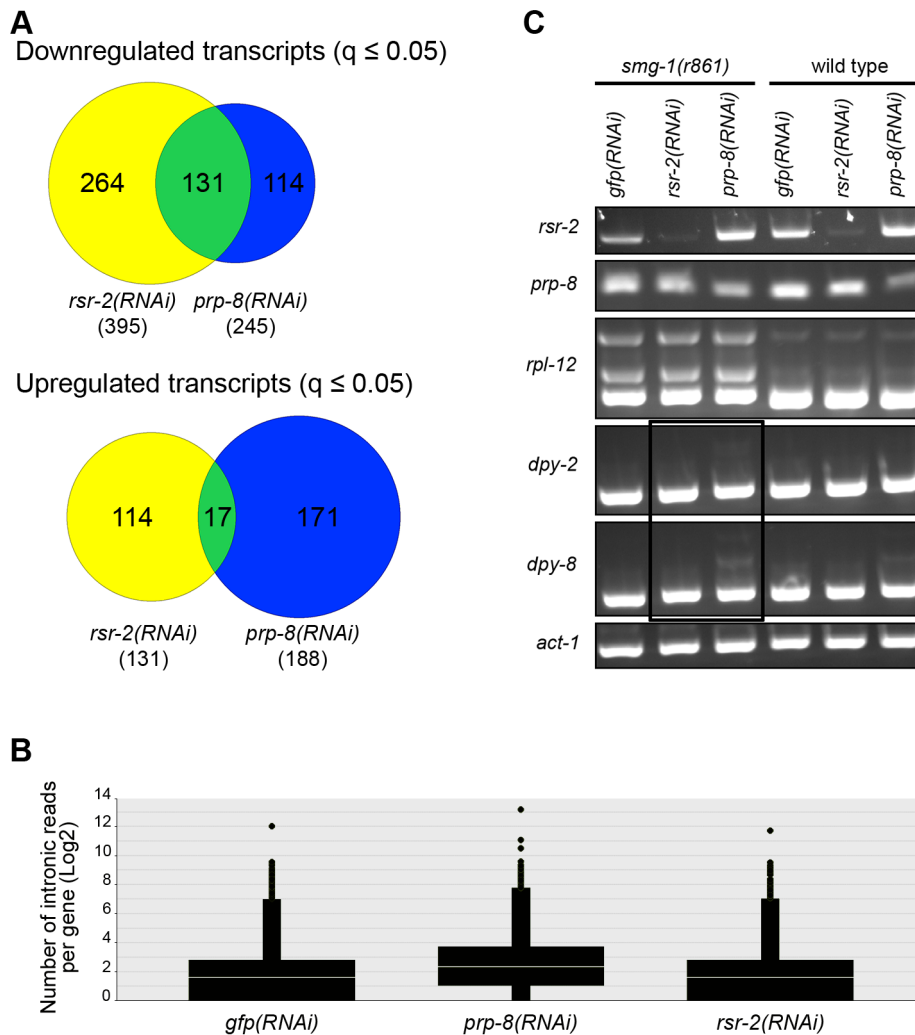 A
Downregulated transcripts (q ≤ 0.05)
264
131
114
rsr-2(RNAi)
(395)
prp-8(RNAi)
(245)
Upregulated transcripts (q ≤ 0.05)
114
17
171
rsr-2(RNAi)
(131)
prp-8(RNAi)
(188)
C
smg-1(r861)
wild type
gfp(RNAi)
rsr-2(RNAi)
prp-8(RNAi)
gfp(RNAi)
rsr-2(RNAi)
prp-8(RNAi)
rsr-2
prp-8
rpl-12
dpy-2
dpy-8
act-1
B
Number of intronic reads
per gene (Log2)
14
12
10
8
6
4
2
0
gfp(RNAi)
prp-8(RNAi)
rsr-2(RNAi)